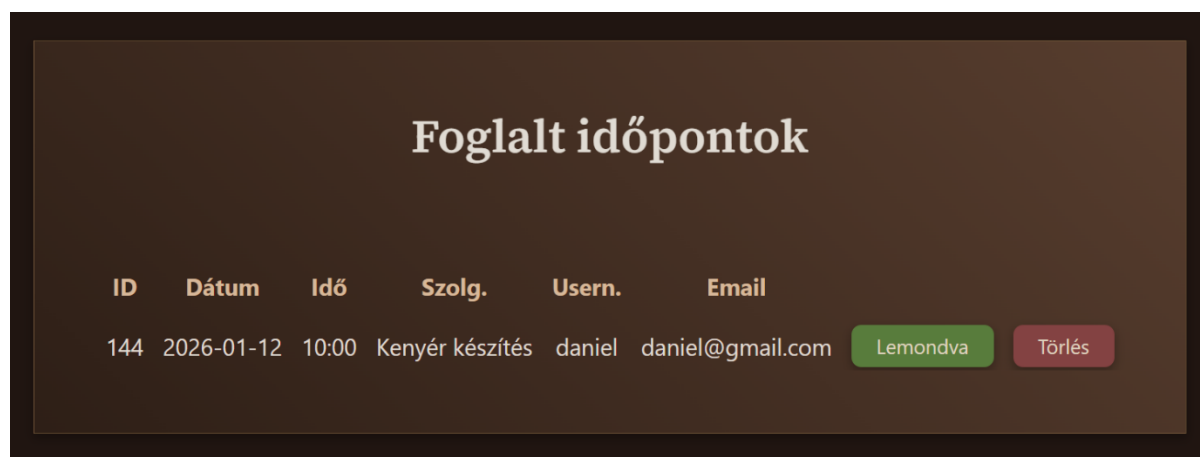 Foglalt időpontok
ID Dátum Idő Szolg. Usern. Email
144 2026-01-12 10:00 Kenyér készítés daniel daniel@gmail.com Lemondva Törlés